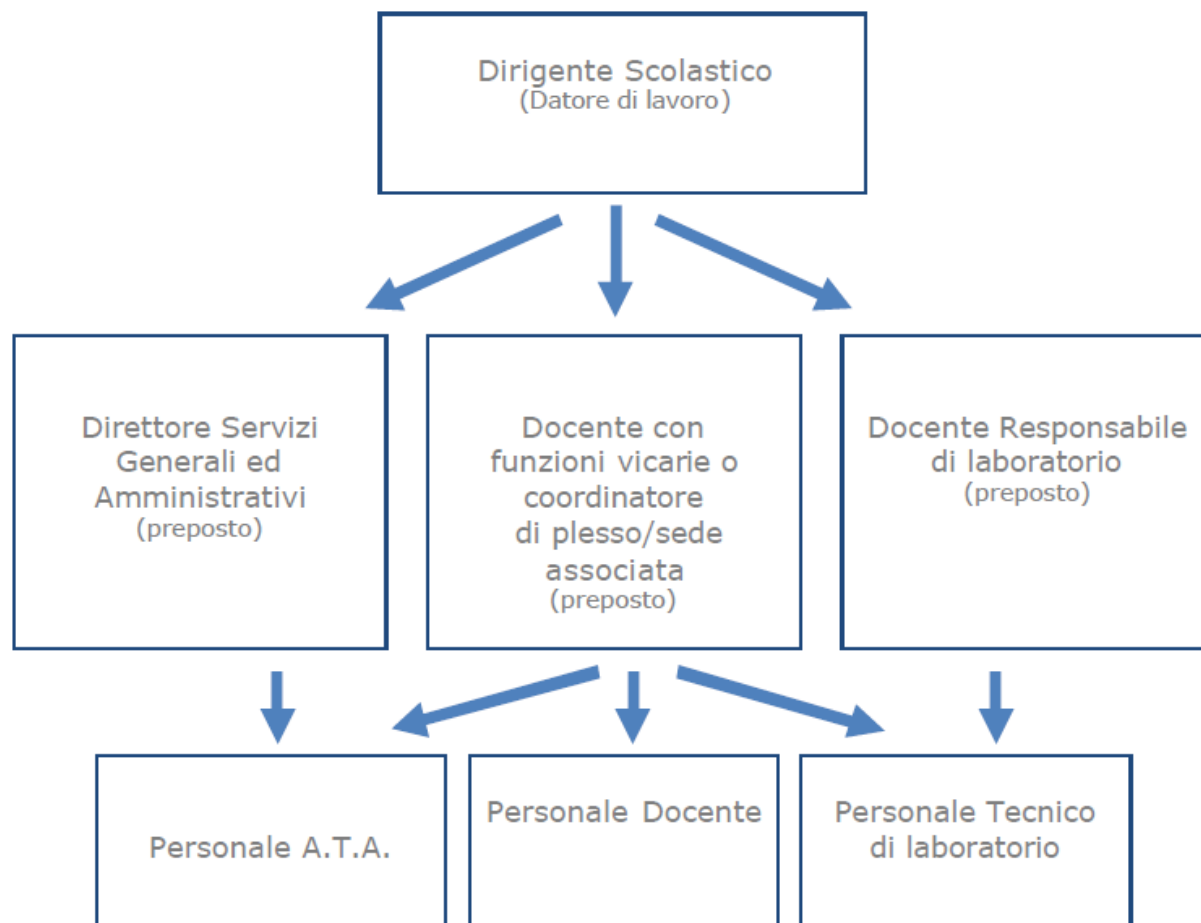 Dirigente Scolastico
(Datore di lavoro)
Direttore Servizi
Generali ed
Amministrativi
(preposto)
Docente con
funzioni vicarie o
coordinatore
di plesso/sede
associata
(preposto)
Docente Responsabile
di laboratorio
(preposto)
Personale A.T.A.
Personale Docente
Personale Tecnico
di laboratorio